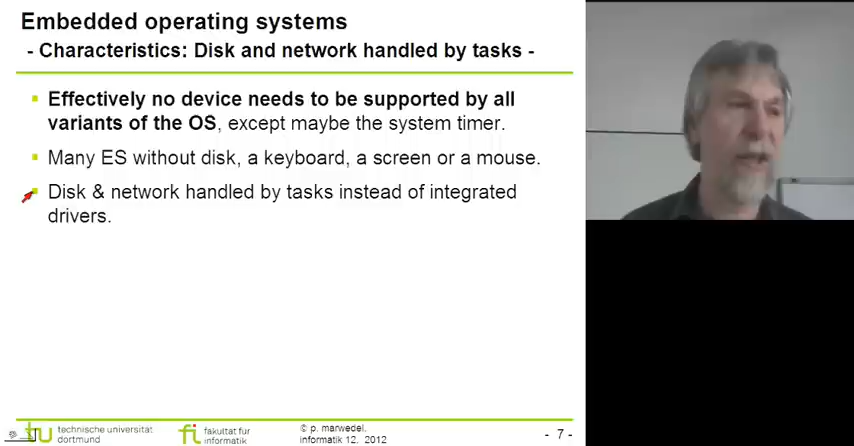 Embedded operating systems
- Characteristics: Disk and network handled by tasks -
Effectively no device needs to be supported by all
variants of the OS, except maybe the system timer.
Many ES without disk, a keyboard, a screen or a mouse.
Disk & network handled by tasks instead of integrated
drivers.
tu technische universität
dortmund
fi fakultät für
informatik
© p. marwedel,
informatik 12, 2012
- 7 -